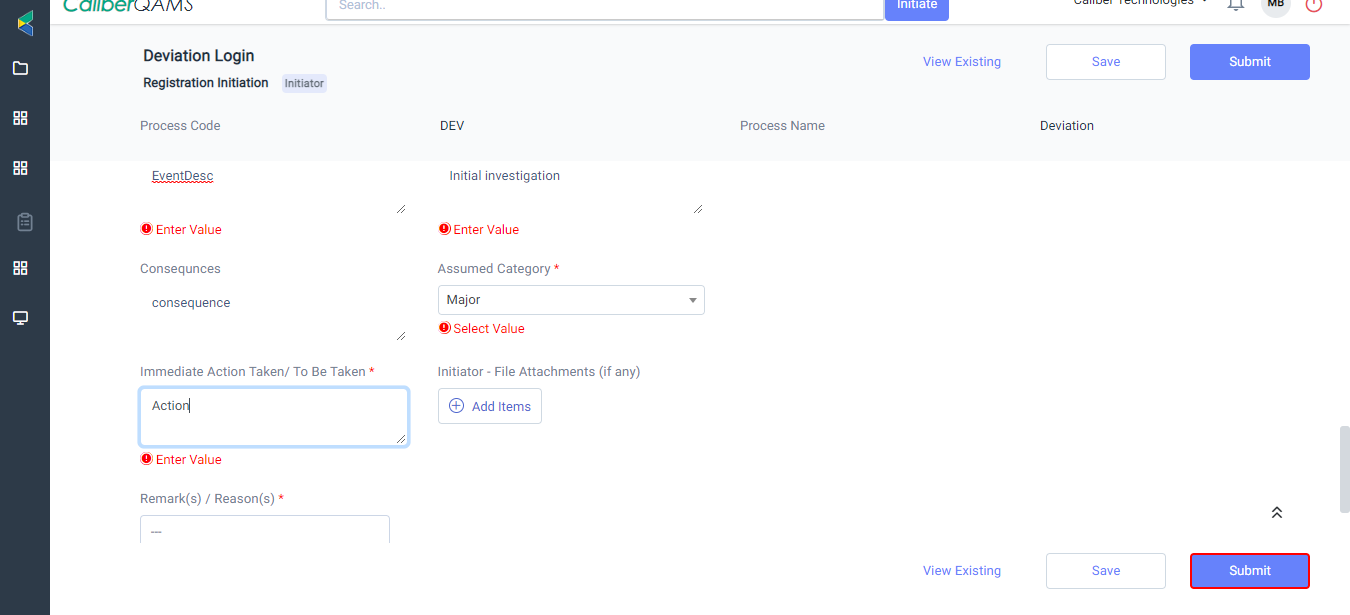 CaliberQAMS
Search..
Initiate
Caliber Technologies
MB
Deviation Login
View Existing
Save
Submit
Registration Initiation Initiator
Process Code
DEV
Process Name
Deviation
EventDesc
Initial investigation
Enter Value
Enter Value
Consequnces
Assumed Category *
consequence
Major
Select Value
Immediate Action Taken/ To Be Taken *
Initiator - File Attachments (if any)
Action
Add Items
Enter Value
Remark(s) / Reason(s) *
---
View Existing
Save
Submit